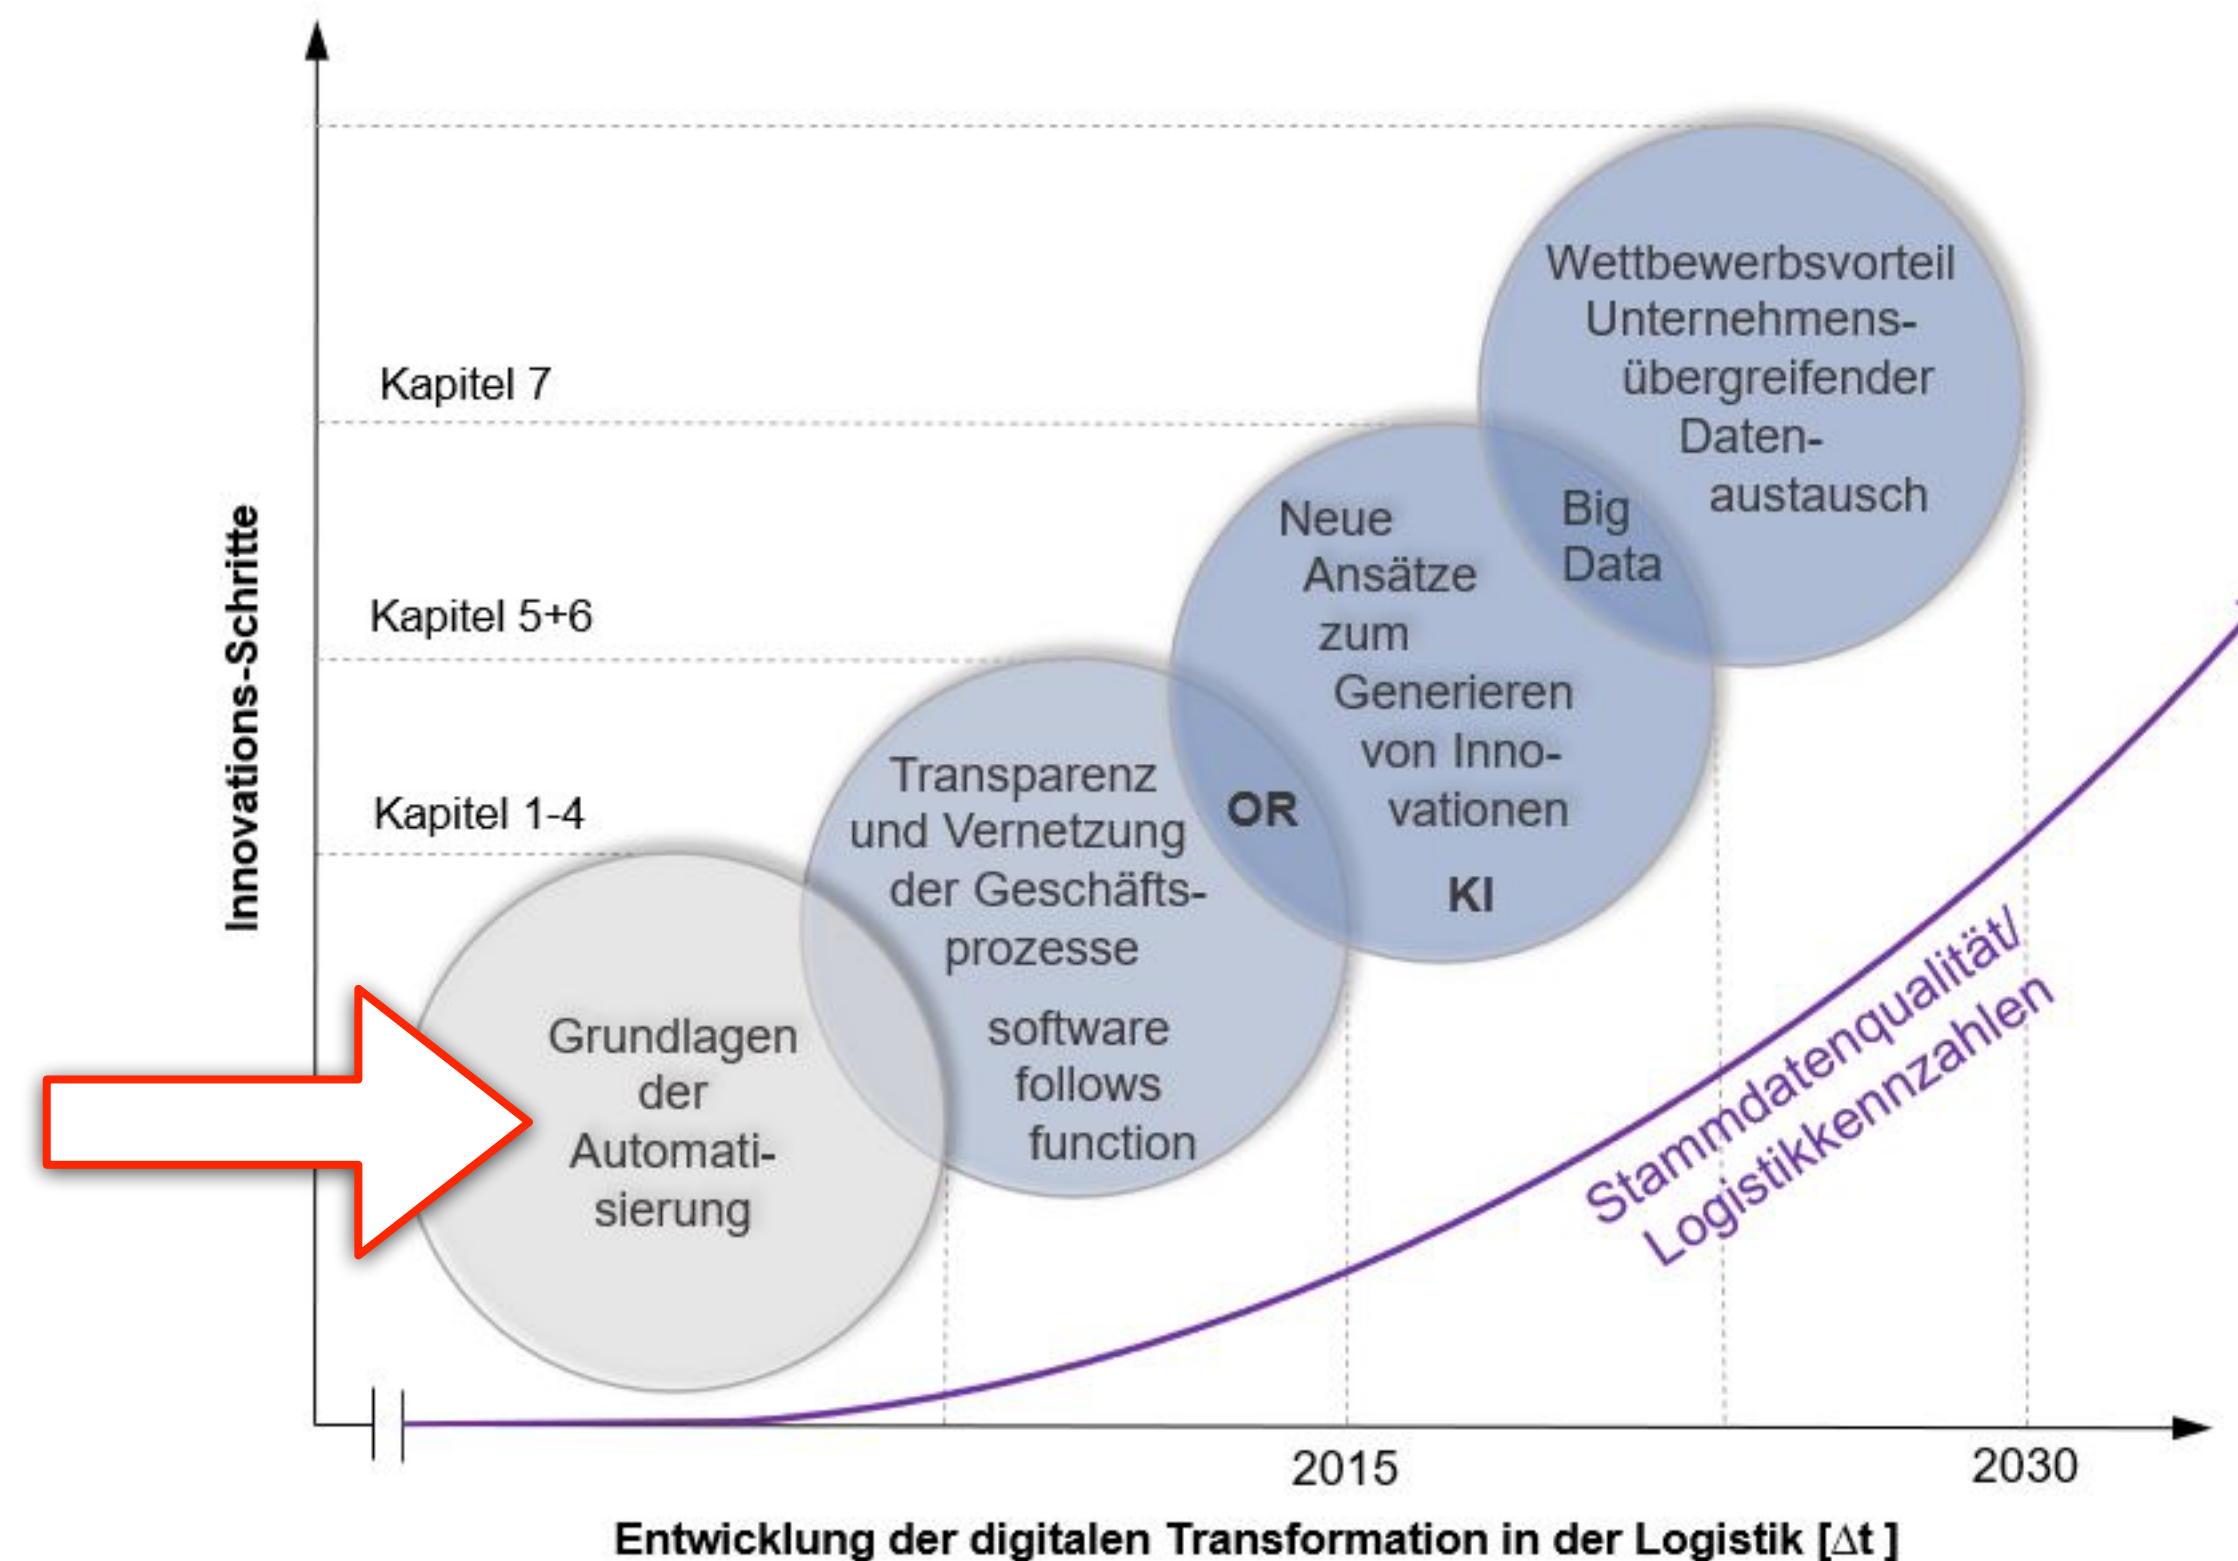 Innovations-Schritte
Kapitel 7
Kapitel 5+6
Kapitel 1-4
Wettbewerbsvorteil
Unternehmens-
übergreifender
Daten-
austausch
Big
Data
Neue
Ansätze
zum
Generieren
von Inno-
vationen
KI
OR
Transparenz
und Vernetzung
der Geschäfts-
prozesse
software
follows
function
Grundlagen
der
Automati-
sierung
Stammdatenqualität/
Logistikkennzahlen
2015
2030
Entwicklung der digitalen Transformation in der Logistik [Δt ]